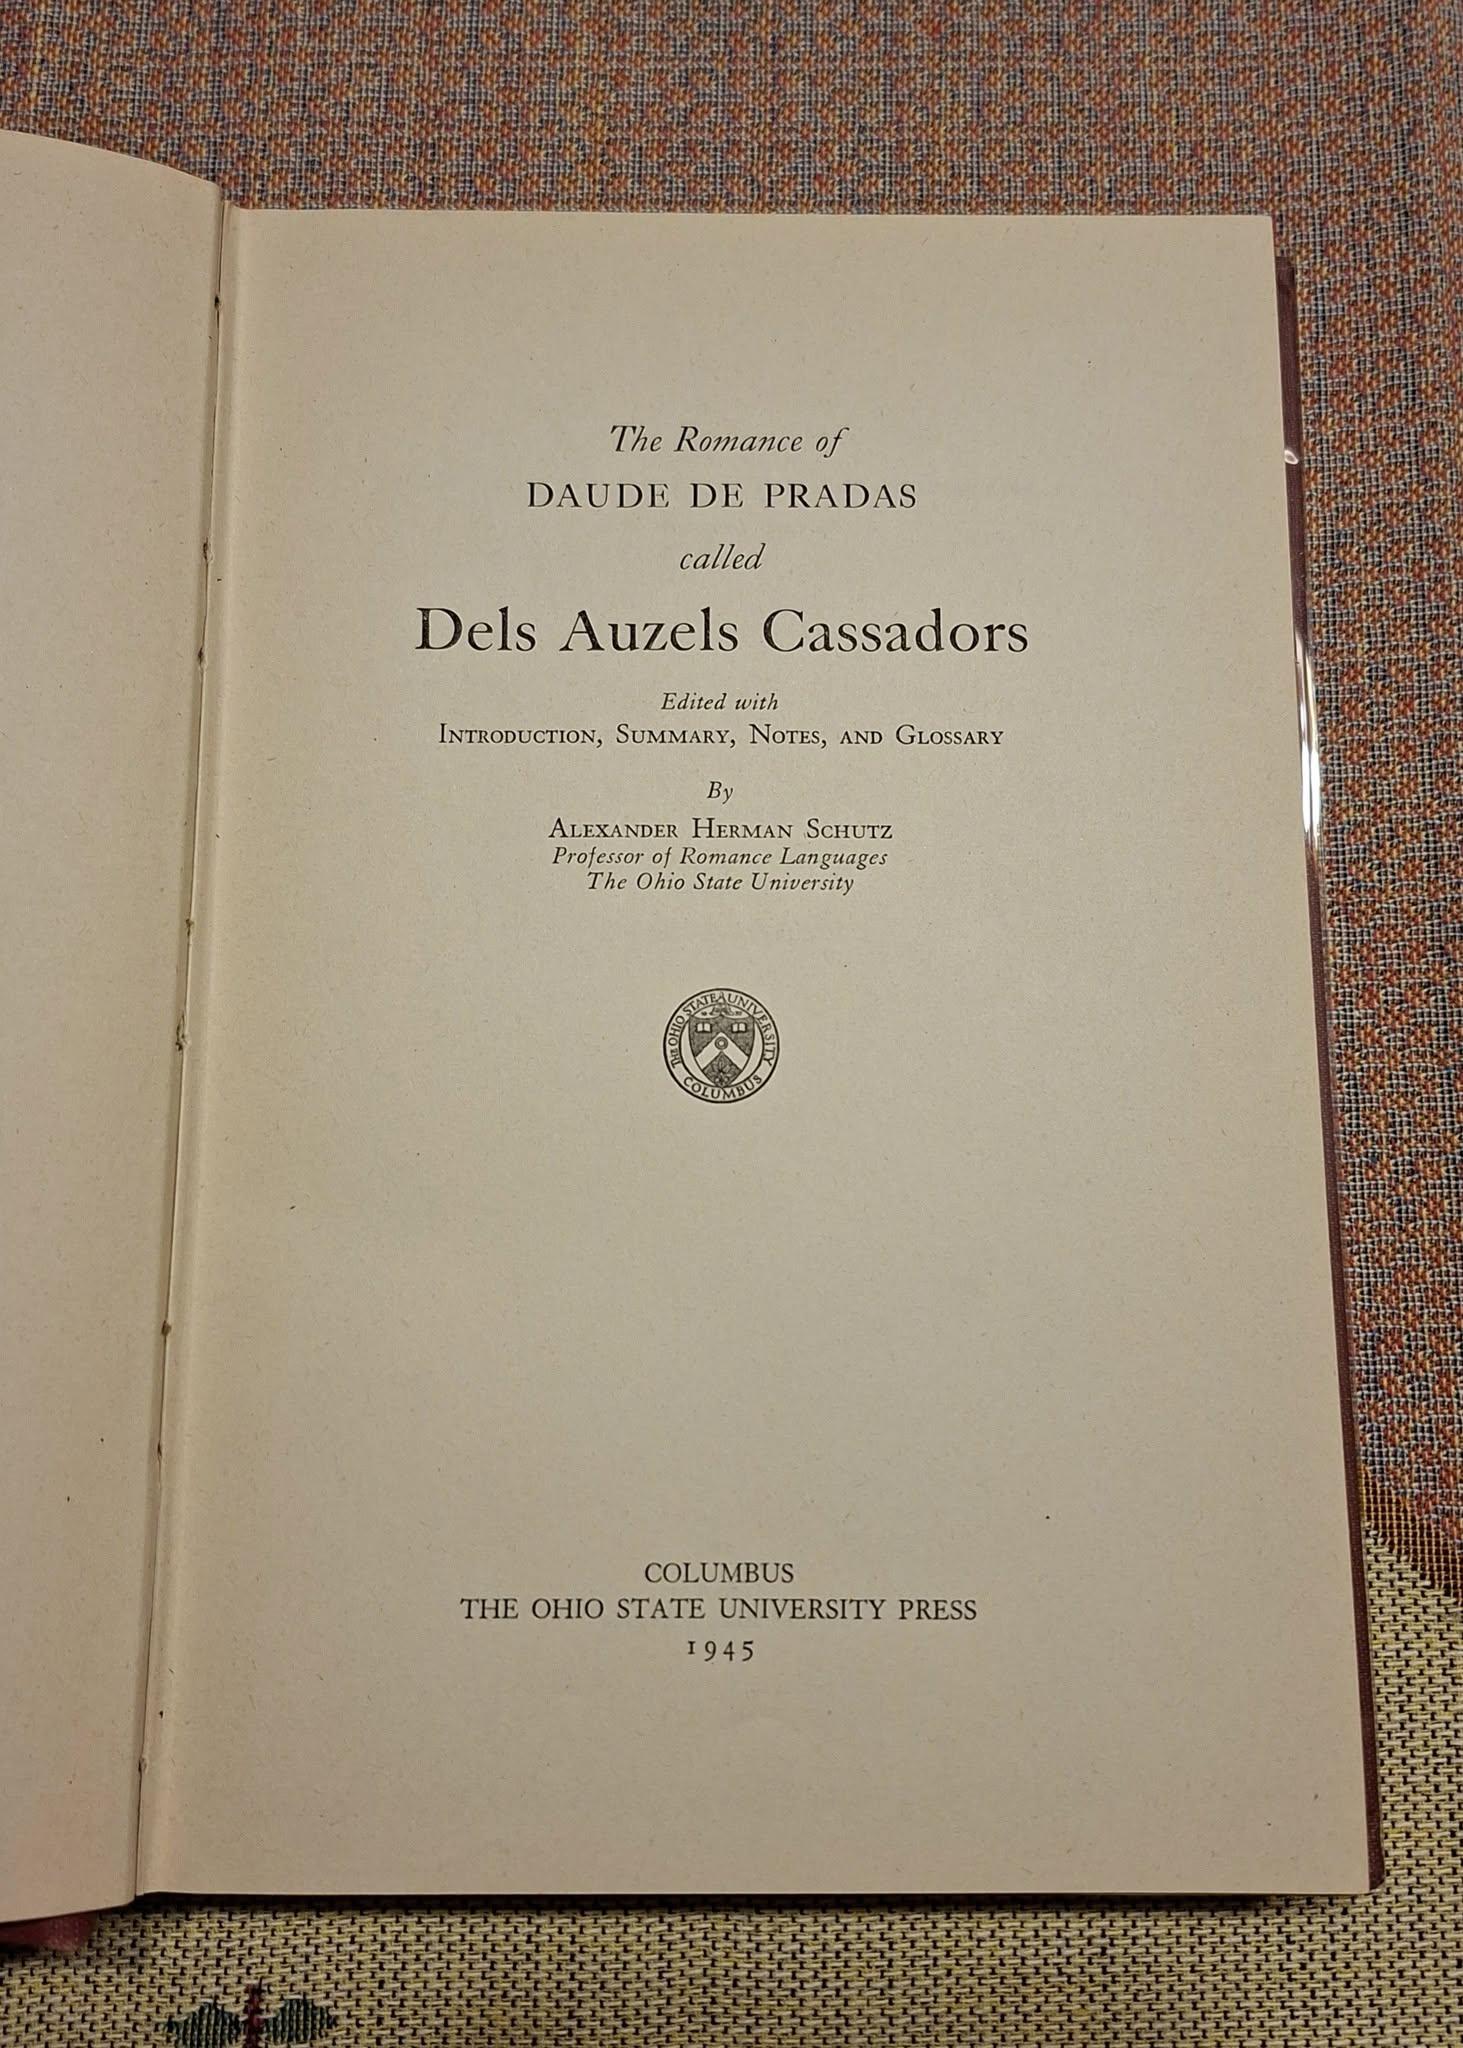 The Romance of
DAUDE DE PRADAS
called
Dels Auzels Cassadors
Edited with
INTRODUCTION, SUMMARY, NOTES, AND GLOSSARY
By
ALEXANDER HERMAN SCHUTZ
Professor of Romance Languages
The Ohio State University
THE OHIO STATE UNIVERSITY
COLUMBUS
COLUMBUS
THE OHIO STATE UNIVERSITY PRESS
1945